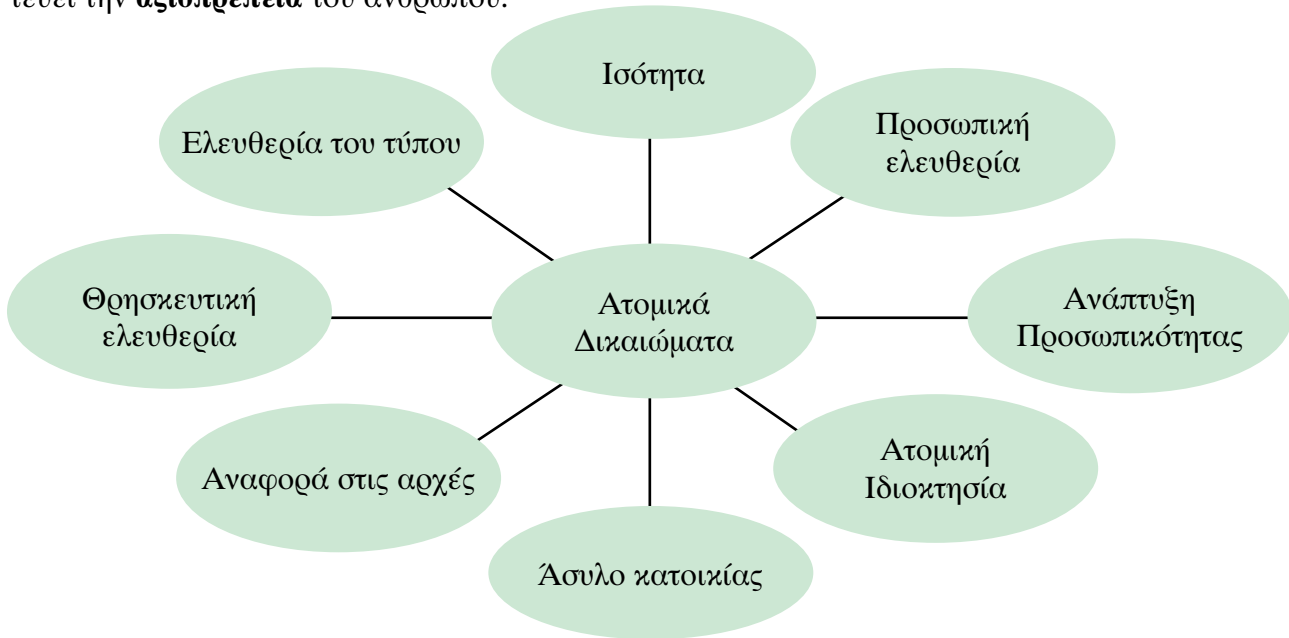 τεύει την αξιοπρέπεια του ανθρώπου.
Ισότητα
Ελευθερία του τύπου
Προσωπική
ελευθερία
Θρησκευτική
ελευθερία
Ατομικά
Δικαιώματα
Ανάπτυξη
Προσωπικότητας
Αναφορά στις αρχές
Ατομική
Ιδιοκτησία
Άσυλο κατοικίας